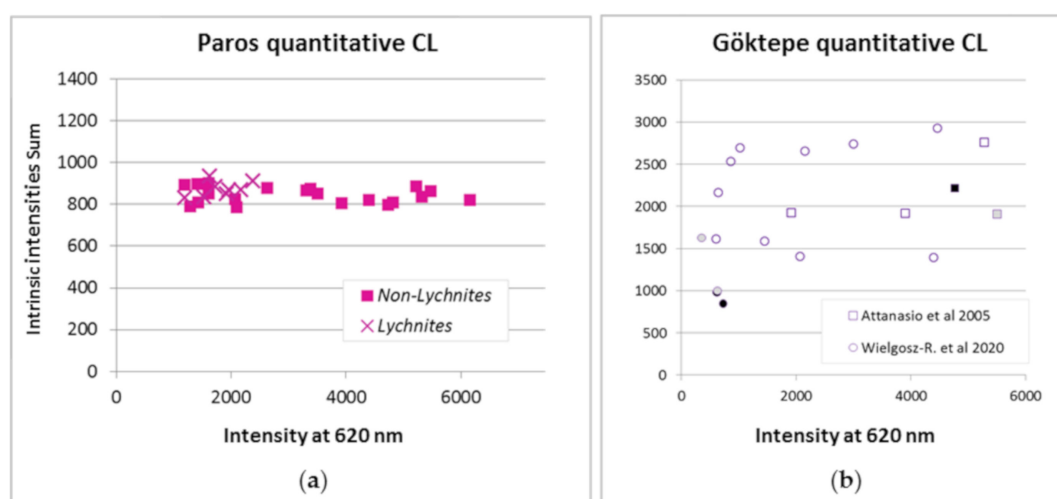 Paros quantitative CL
Intrinsic intensities Sum
1400
1200
1000
800
600
400
200
0
Non-Lychnites
Lychnites
0 2000 4000 6000
Intensity at 620 nm
(a)
Göktepe quantitative CL
3500
3000
2500
2000
1500
1000
500
0
Attanasio et al 2005
Wielgosz-R. et al 2020
0 2000 4000 6000
Intensity at 620 nm
(b)